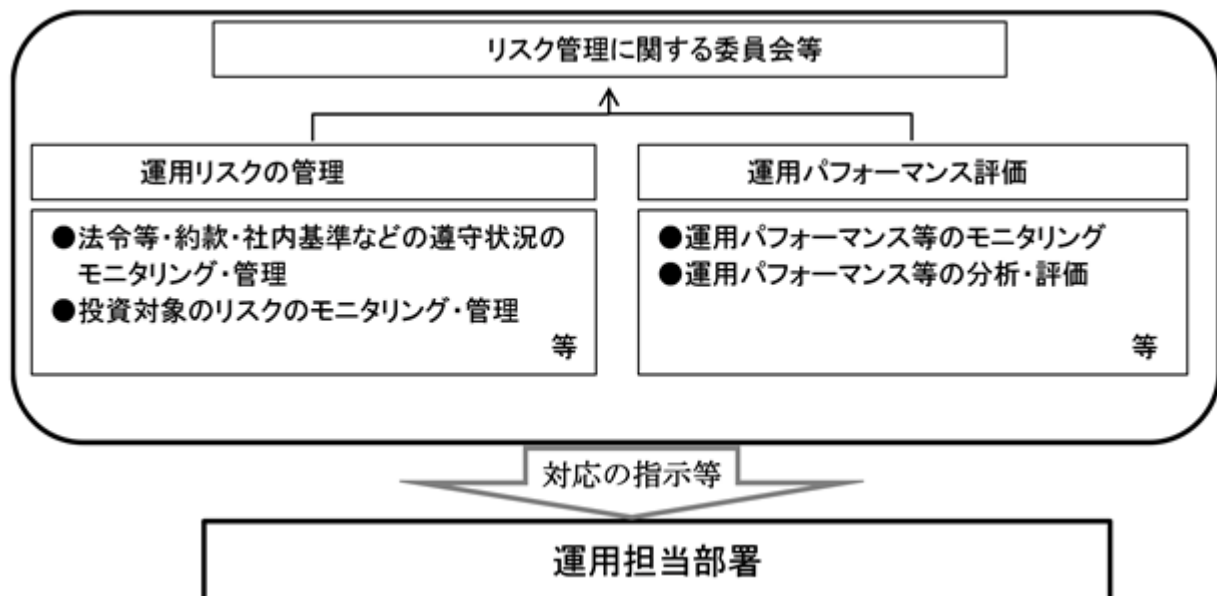 リスク管理に関する委員会等
運用リスクの管理
●法令等・約款・社内基準などの遵守状況の
モニタリング・管理
●投資対象のリスクのモニタリング・管理
等
運用パフォーマンス評価
●運用パフォーマンス等のモニタリング
●運用パフォーマンス等の分析・評価
等
対応の指示等
運用担当部署